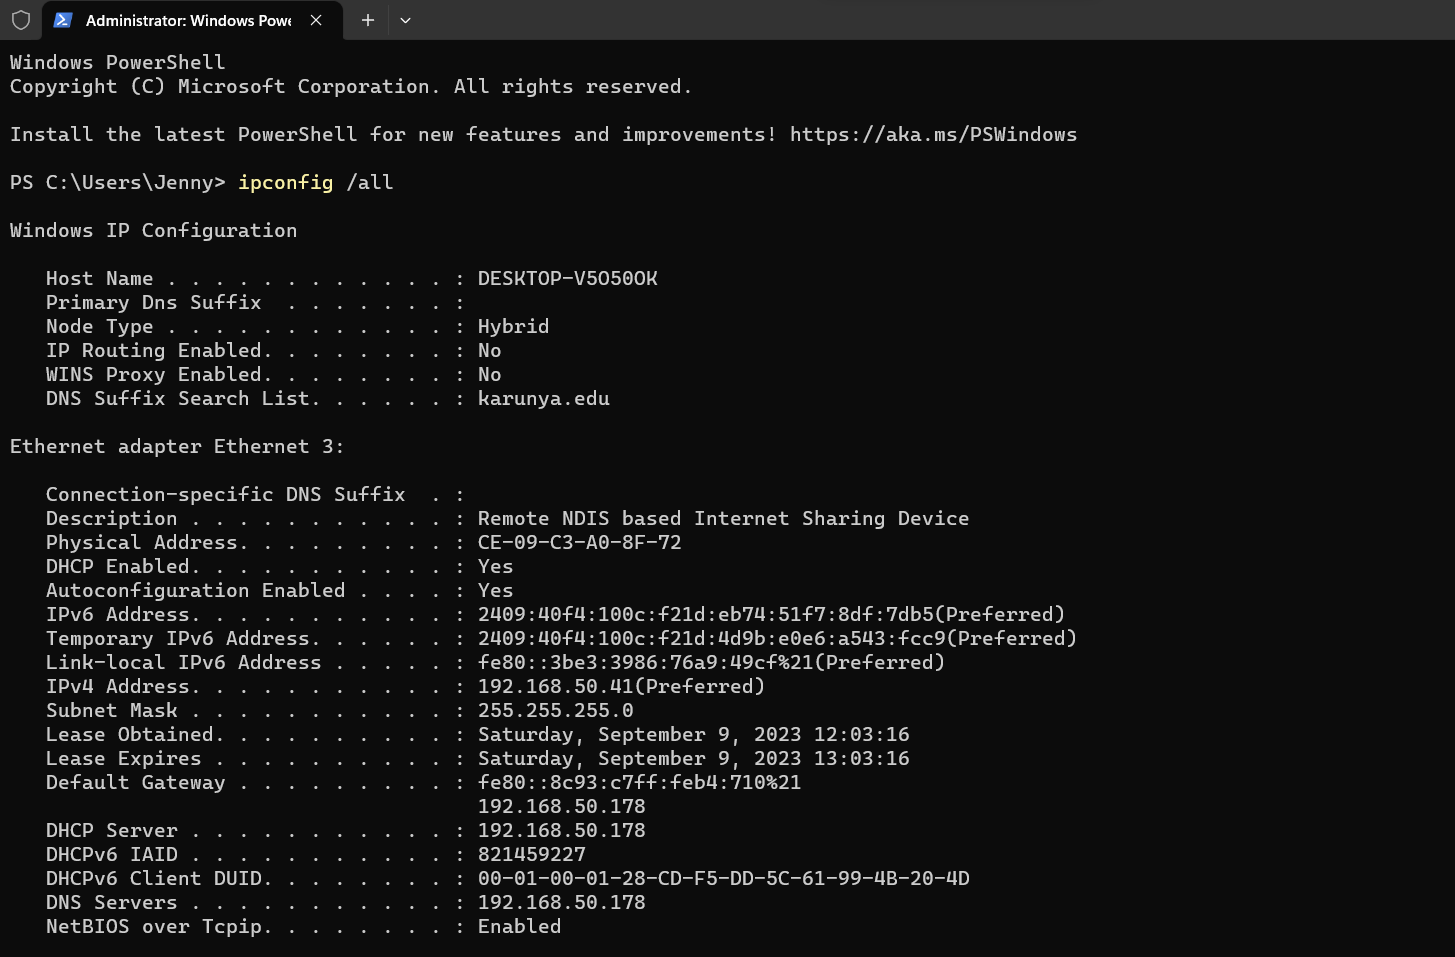 Administrator: Windows Powe
Windows PowerShell
Copyright (C) Microsoft Corporation. All rights reserved.
Install the latest PowerShell for new features and improvements! https://aka.ms/PSWindows
PS C:\Users\Jenny> ipconfig /all
Windows IP Configuration
Host Name . . . . . . . . . . . . : DESKTOP-V5O50OK
Primary Dns Suffix  . . . . . . . :
Node Type . . . . . . . . . . . . : Hybrid
IP Routing Enabled. . . . . . . . : No
WINS Proxy Enabled. . . . . . . . : No
DNS Suffix Search List. . . . . . : karunya.edu
Ethernet adapter Ethernet 3:
Connection-specific DNS Suffix  . :
Description . . . . . . . . . . . : Remote NDIS based Internet Sharing Device
Physical Address. . . . . . . . . : CE-09-C3-A0-8F-72
DHCP Enabled. . . . . . . . . . . : Yes
Autoconfiguration Enabled . . . . : Yes
IPv6 Address. . . . . . . . . . . : 2409:40f4:100c:f21d:eb74:51f7:8df:7db5(Preferred)
Temporary IPv6 Address. . . . . . : 2409:40f4:100c:f21d:4d9b:e0e6:a543:fcc9(Preferred)
Link-local IPv6 Address . . . . . : fe80::3be3:3986:76a9:49cf%21(Preferred)
IPv4 Address. . . . . . . . . . . : 192.168.50.41(Preferred)
Subnet Mask . . . . . . . . . . . : 255.255.255.0
Lease Obtained. . . . . . . . . . : Saturday, September 9, 2023 12:03:16
Lease Expires . . . . . . . . . . : Saturday, September 9, 2023 13:03:16
Default Gateway . . . . . . . . . : fe80::8c93:c7ff:feb4:710%21
192.168.50.178
DHCP Server . . . . . . . . . . . : 192.168.50.178
DHCPv6 IAID . . . . . . . . . . . : 821459227
DHCPv6 Client DUID. . . . . . . . : 00-01-00-01-28-CD-F5-DD-5C-61-99-4B-20-4D
DNS Servers . . . . . . . . . . . : 192.168.50.178
NetBIOS over Tcpip. . . . . . . . : Enabled